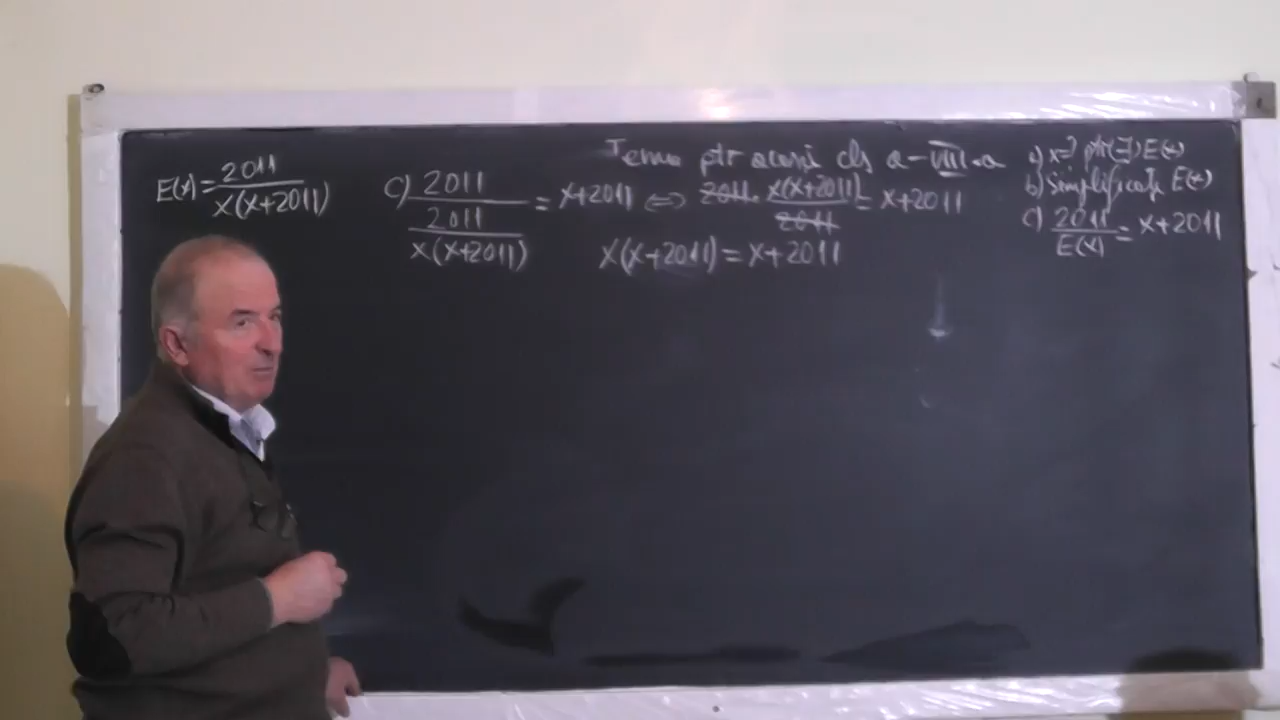 Tema ptr acasă cls a-VIII-a
E(x)=2011/x(x+2011)
c) 2011/(2011/x(x+2011)) = x+2011 ⇔ 2011·x(x+2011)/2011 = x+2011
x(x+2011)=x+2011
a) x=? ptr(∃)E(x)
b) Simplificați E(x)
c) 2011/E(x) = x+2011